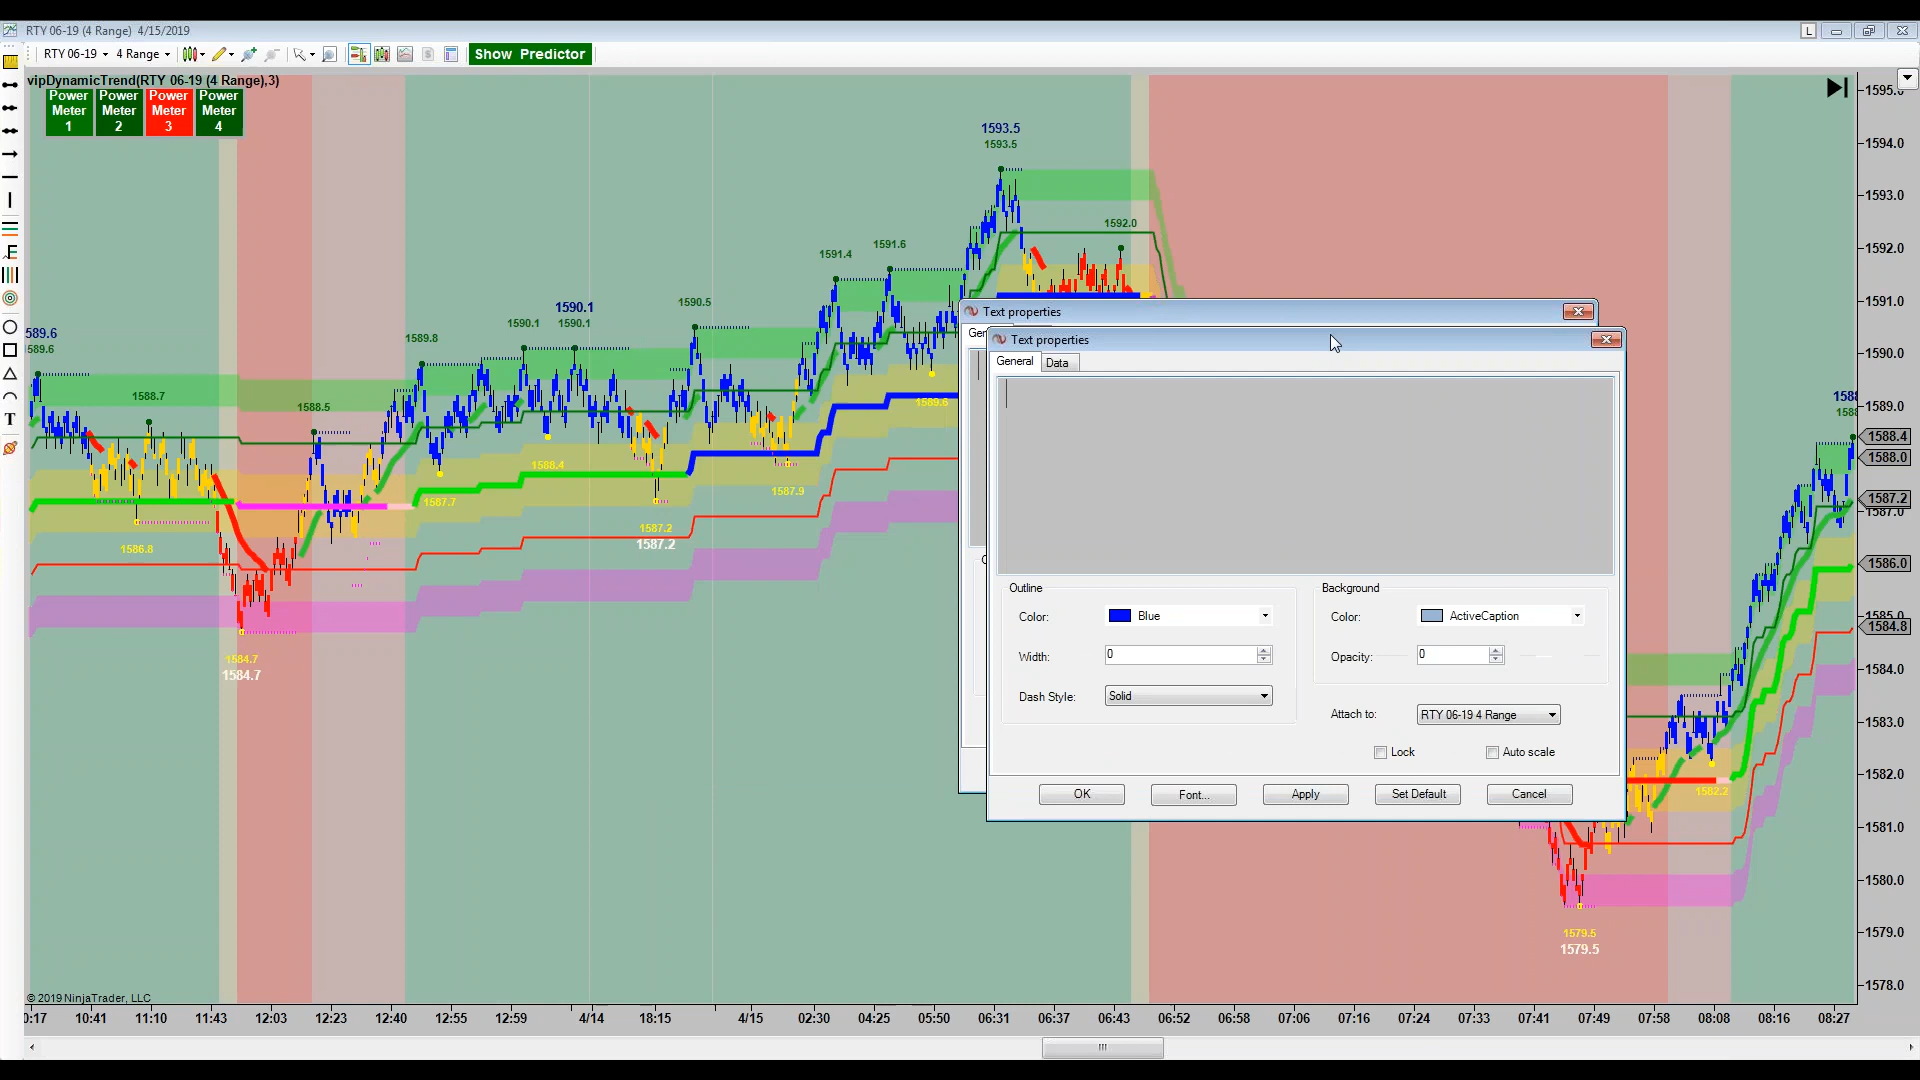 RTY 06-19 (4 Range)  4/15/2019
L
RTY 06-19
4 Range
Show Predictor
vipDynamicTrend(RTY 06-19 (4 Range),3)
Power Meter 1
Power Meter 2
Power Meter 3
Power Meter 4
1593.5
1593.5
1592.0
1591.4
1591.6
1590.1
1590.1
1590.1
1590.5
1589.8
589.6
589.6
1588.7
1588.5
1586.8
1584.7
1584.7
1587.7
1588.4
1587.2
1587.2
1587.9
1589.6
1582.2
1579.5
1579.5
1595.0
1594.0
1593.0
1592.0
1591.0
1590.0
1589.0
1588.4
1588.0
1587.2
1587.0
1586.0
1585.0
1584.8
1584.0
1583.0
1582.0
1581.0
1580.0
1579.0
1578.0
Text properties
Text properties
General
Data
Outline
Color:
Blue
Width:
0
Dash Style:
Solid
Background
Color:
ActiveCaption
Opacity:
0
Attach to:
RTY 06-19 4 Range
Lock
Auto scale
OK
Font...
Apply
Set Default
Cancel
© 2019 NinjaTrader, LLC
0:17 10:41 11:10 11:43 12:03 12:23 12:40 12:55 12:59 4/14 18:15 4/15 02:30 04:25 05:50 06:31 06:37 06:43 06:52 06:58 07:06 07:16 07:24 07:33 07:41 07:49 07:58 08:08 08:16 08:27